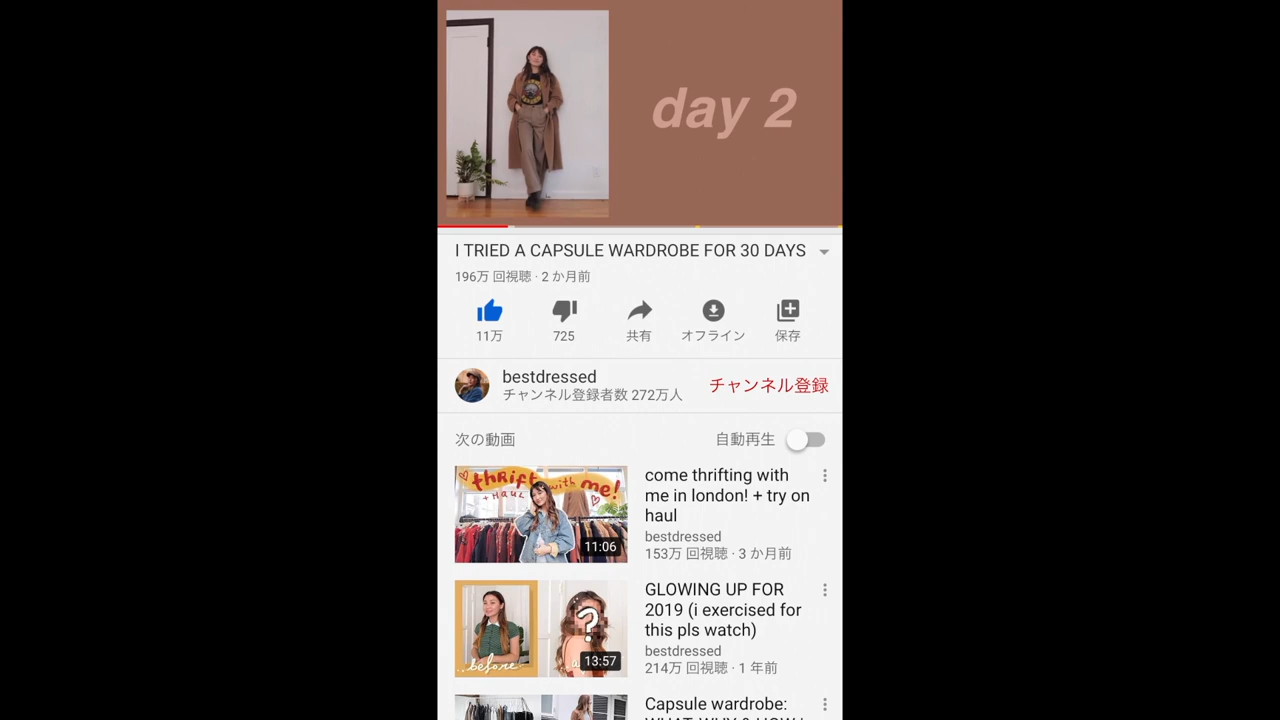 day 2
I TRIED A CAPSULE WARDROBE FOR 30 DAYS
196万 回視聴 · 2 か月前
11万
725
共有
オフライン
保存
bestdressed
チャンネル登録者数 272万人
チャンネル登録
次の動画
自動再生
thrift with me!
+ HAUL
11:06
come thrifting with
me in london! + try on
haul
bestdressed
153万 回視聴 · 3 か月前
before
?
13:57
GLOWING UP FOR
2019 (i exercised for
this pls watch)
bestdressed
214万 回視聴 · 1 年前
Capsule wardrobe:
WHAT, WHY & HOW |